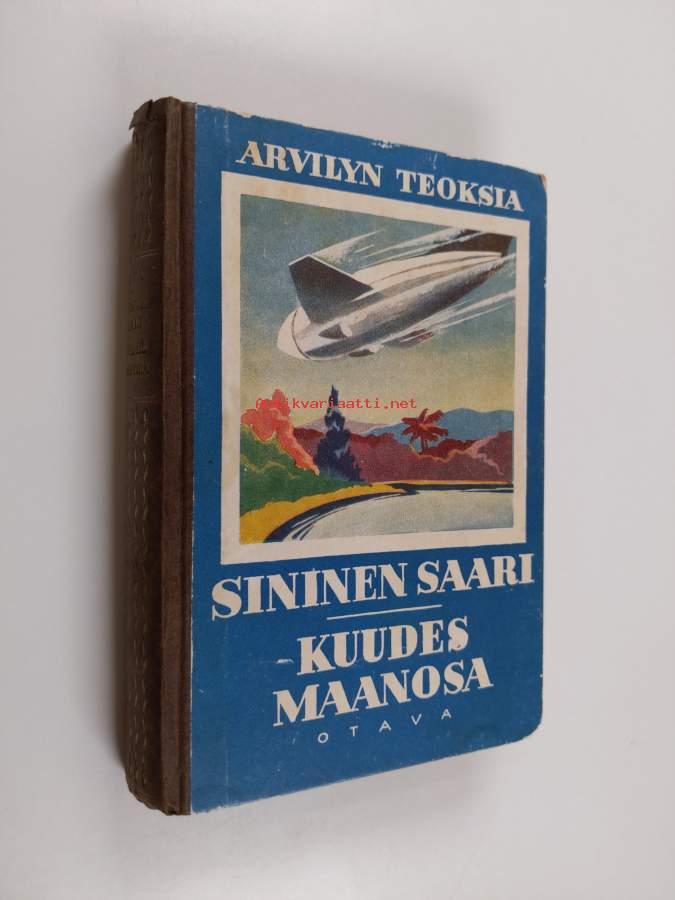 ARVILYN TEOKSIA
SININEN SAARI
KUUDES
MAANOSA
OTAVA